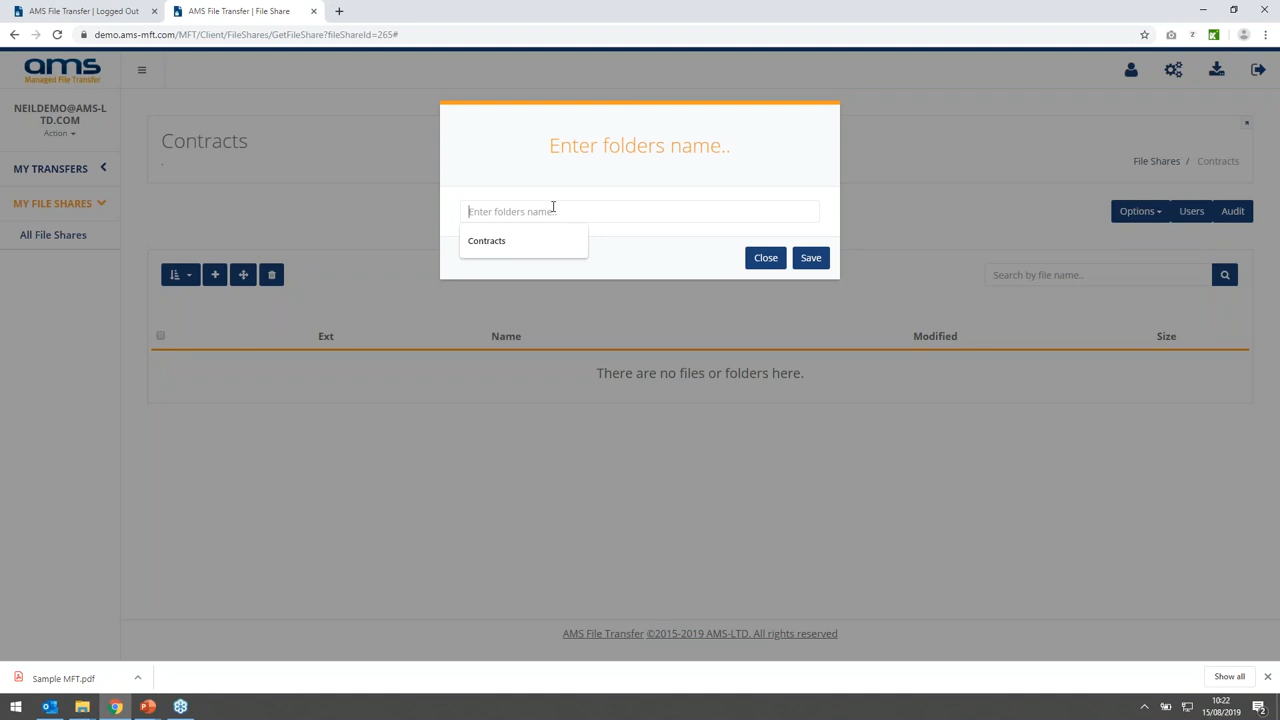 AMS File Transfer | Logged Out
AMS File Transfer | File Share
demo.ams-mft.com/MFT/Client/FileShares/GetFileShare?fileShareId=265#
ams
Managed File Transfer
NEILDEMO@AMS-L
TD.COM
Action
MY TRANSFERS
MY FILE SHARES
All File Shares
Contracts
File Shares / Contracts
Enter folders name..
Enter folders name..
Contracts
Close
Save
Options
Users
Audit
Search by file name..
Ext
Name
Modified
Size
There are no files or folders here.
AMS File Transfer ©2015-2019 AMS-LTD. All rights reserved
Sample MFT.pdf
Show all
10:22
15/08/2019
2